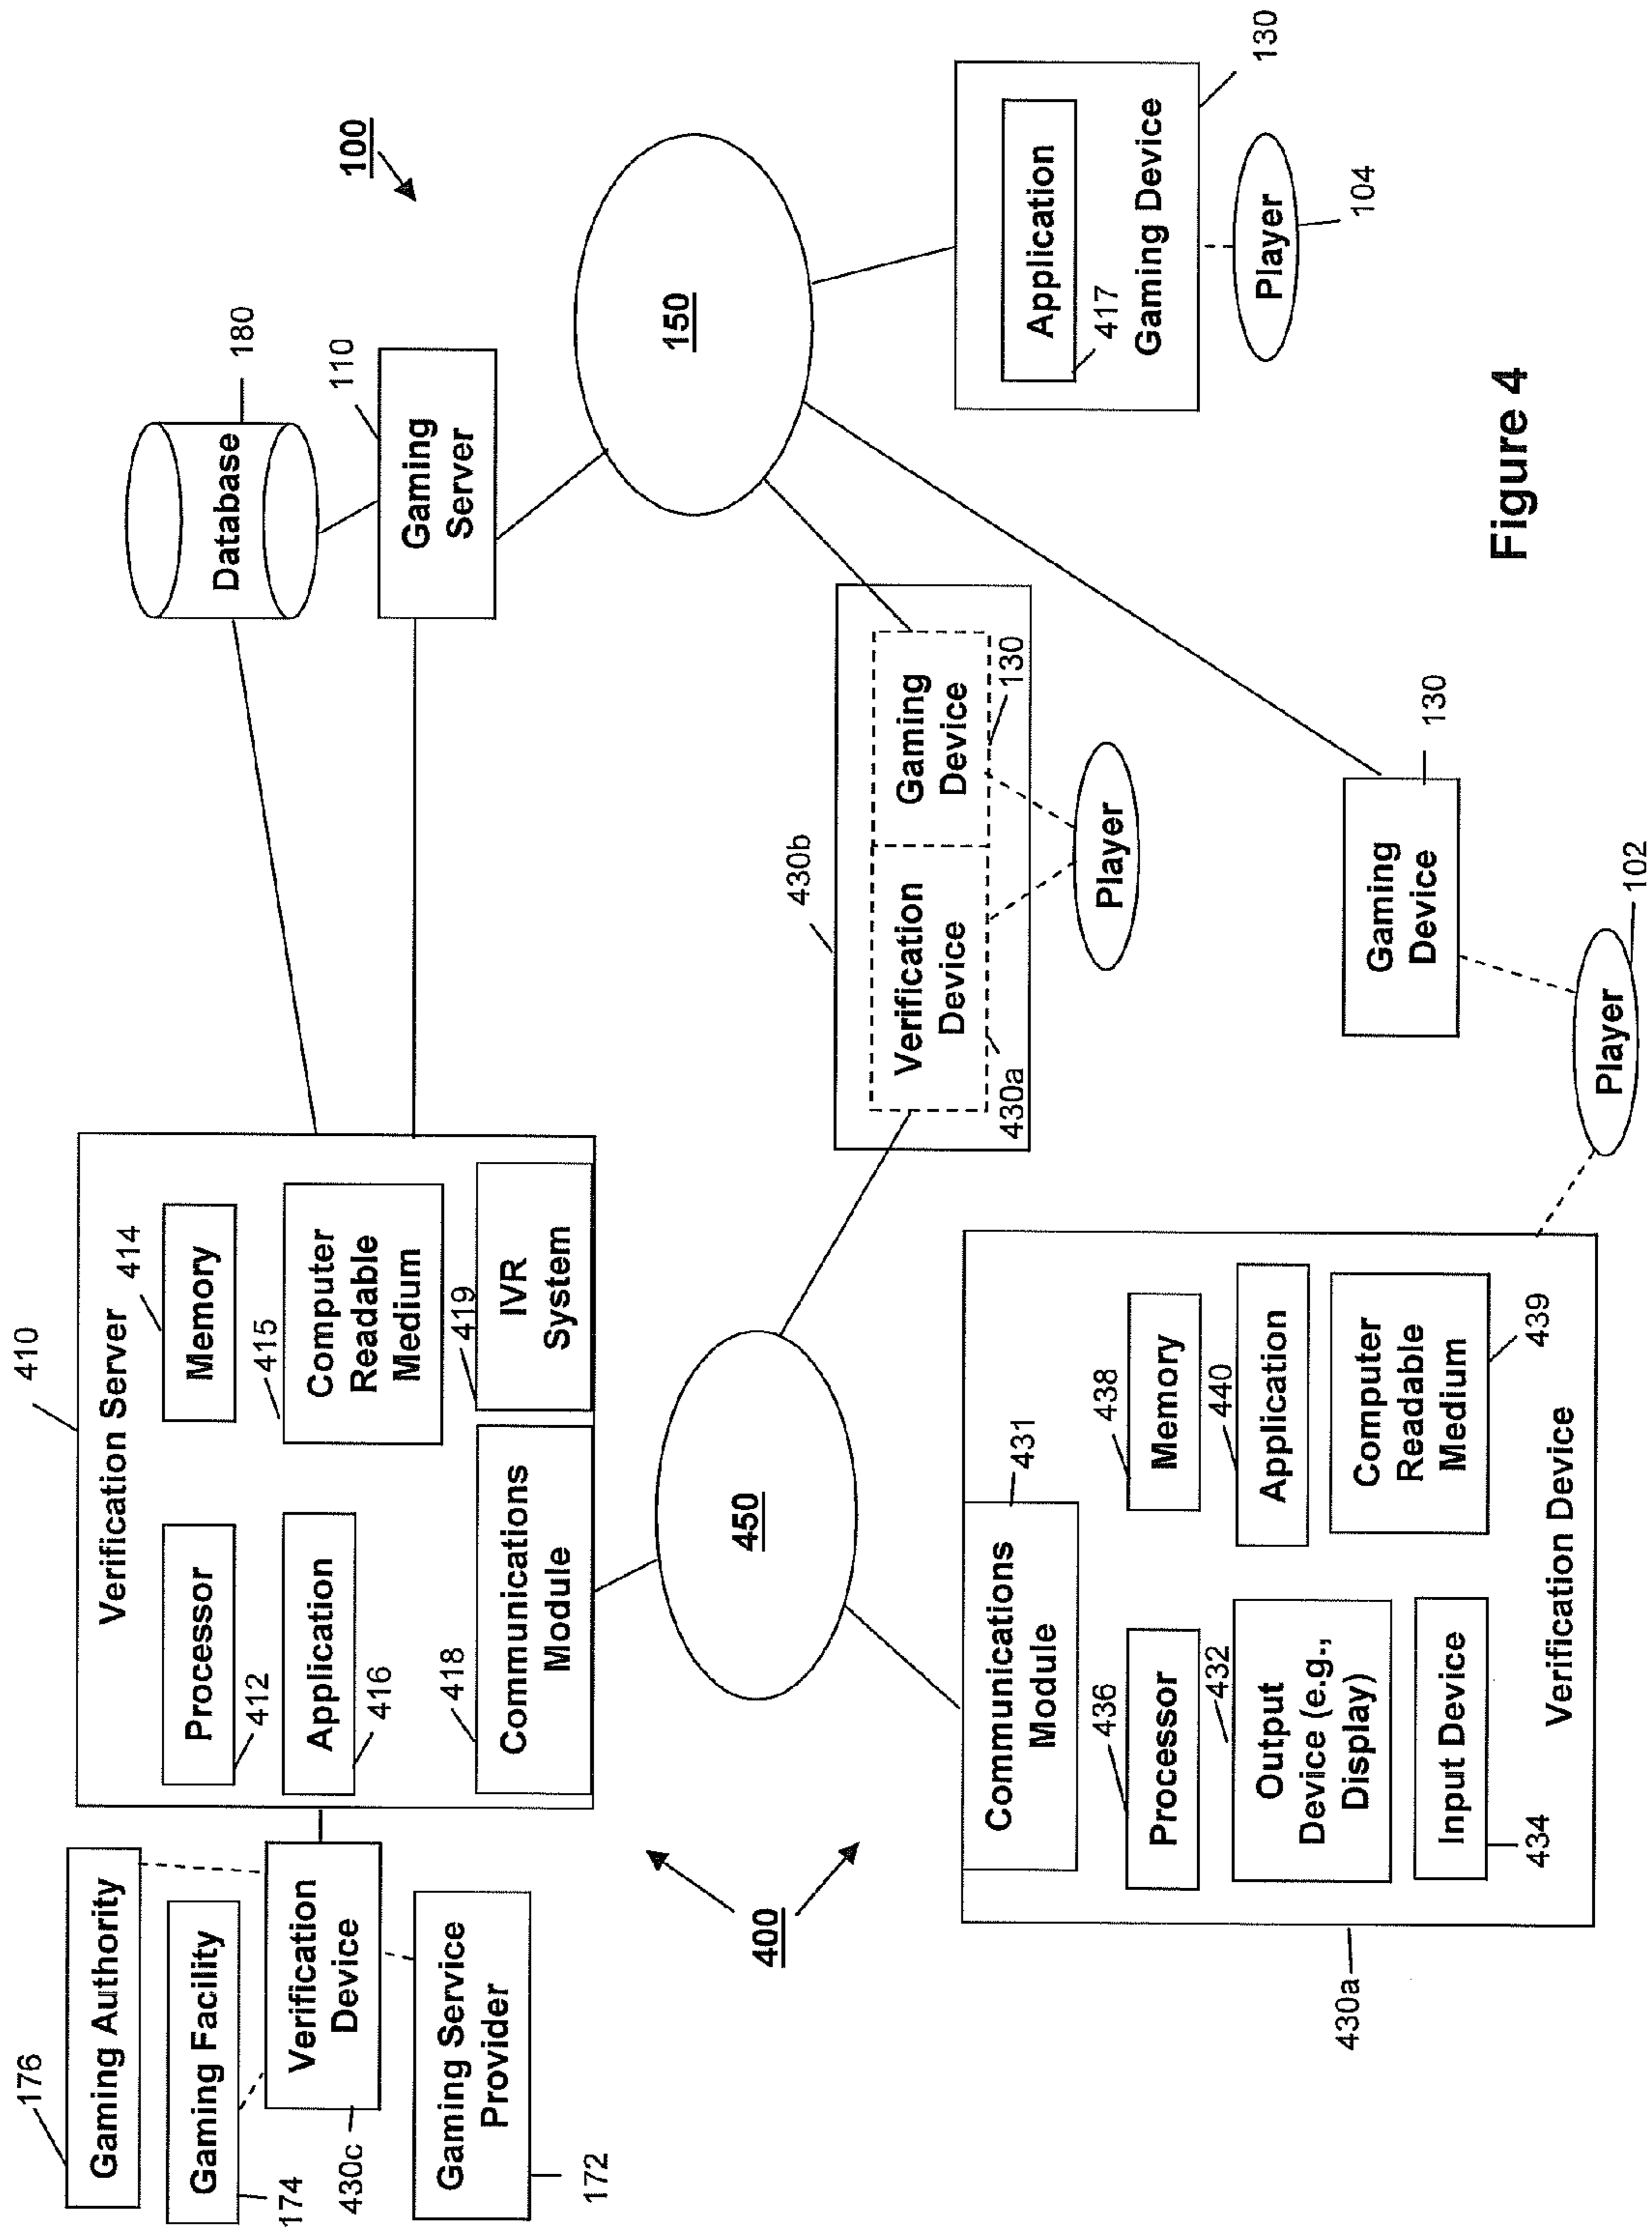 176
Gaming Authority
Gaming Facility
174
Verification
Device
430c
Gaming Service
Provider
172
410
Verification Server
Processor
412
Memory
414
Application
416
Computer
Readable
Medium
415
Communications
Module
418
IVR
System
419
Database
180
Gaming
Server
110
100
150
450
400
430b
Verification
Device
430a
Gaming
Device
130
Player
Application
417
Gaming Device
130
Player
104
Communications
Module
431
Processor
436
Memory
438
Output
Device (e.g.,
Display)
432
Application
440
Input Device
434
Computer
Readable
Medium
439
Verification Device
430a
Gaming
Device
130
Player
102
Figure 4